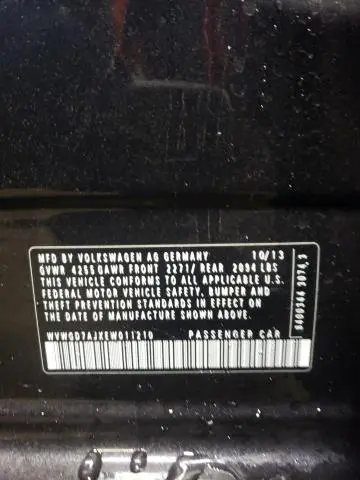 MFD BY VOLKSWAGEN AG GERMANY 10/13
GVWR 4255 GAWR FRONT 2271/ REAR 2094 LBS
THIS VEHICLE CONFORMS TO ALL APPLICABLE U.S.
FEDERAL MOTOR VEHICLE SAFETY, BUMPER AND
THEFT PREVENTION STANDARDS IN EFFECT ON
THE DATE OF MANUFACTURE SHOWN ABOVE.
WVWGD7AJXEW011210 PASSENGER CAR